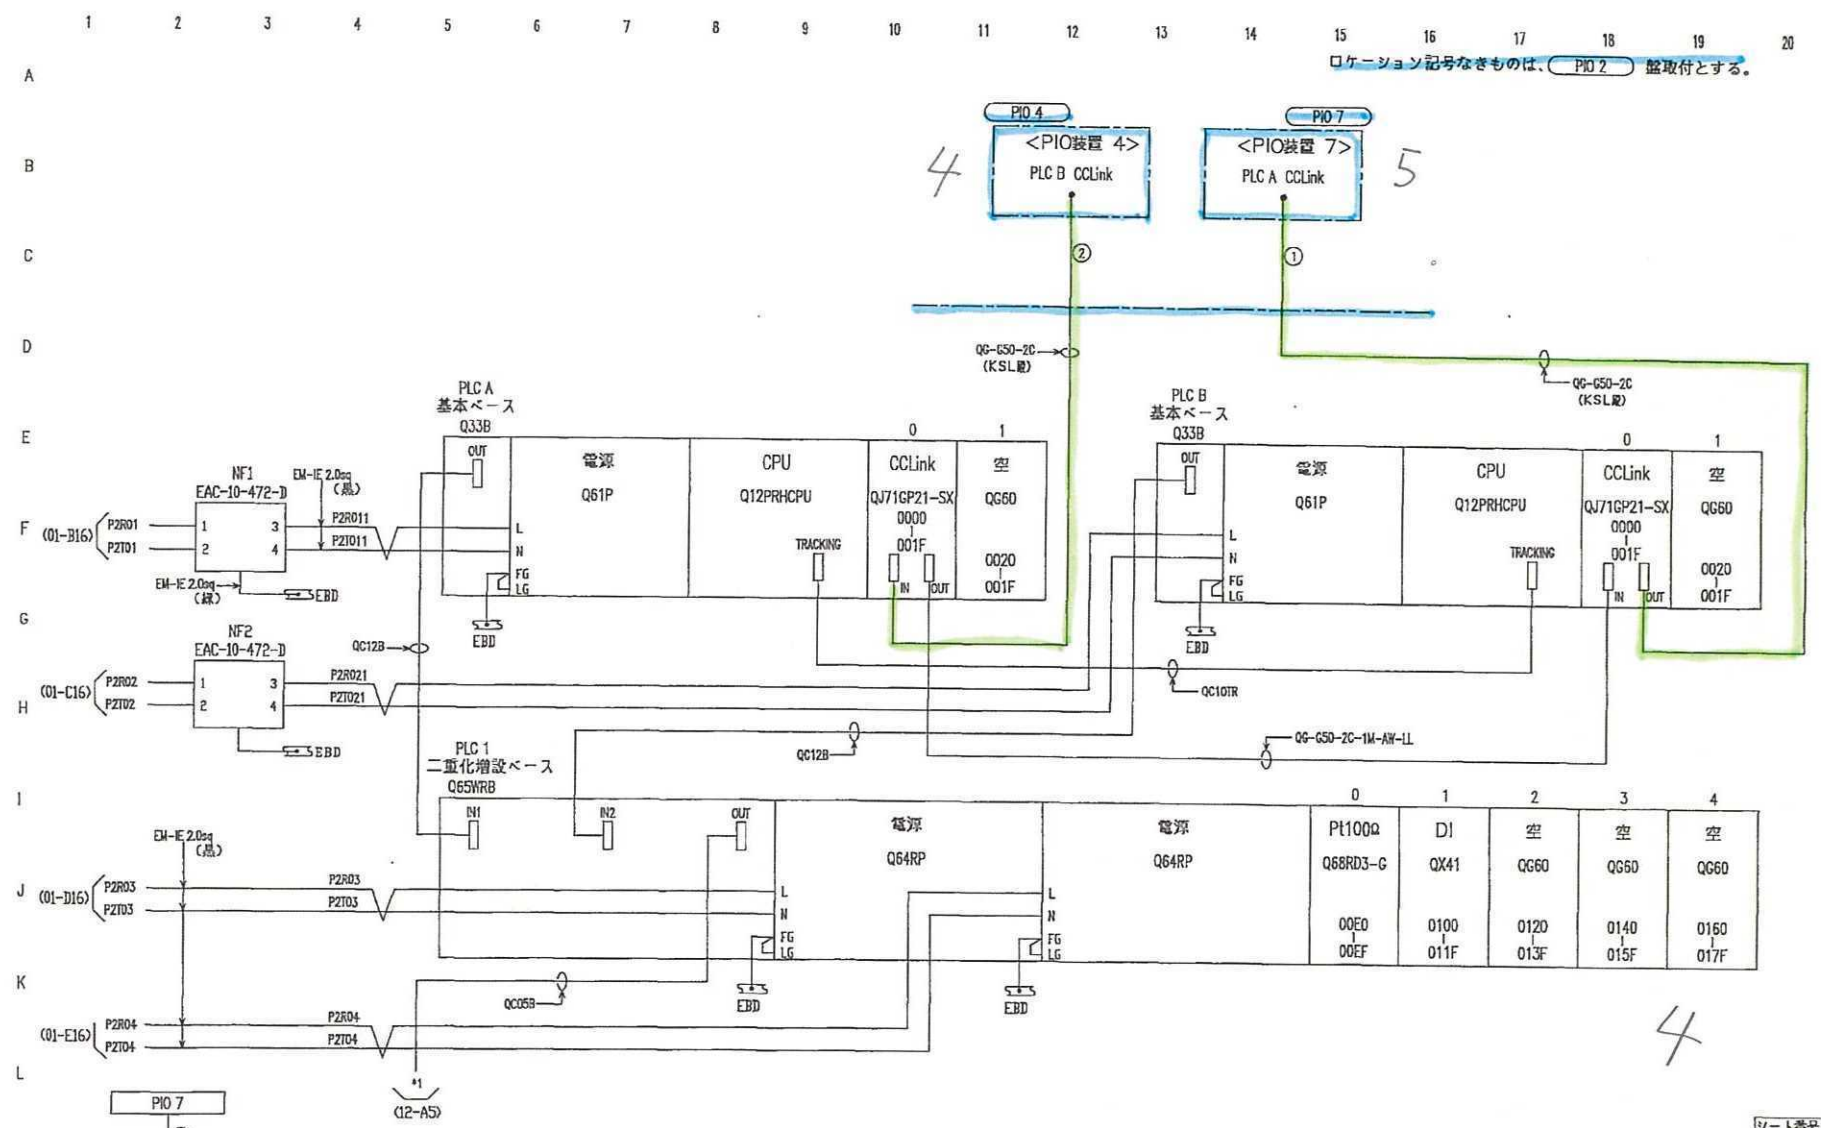 1 2 3 4 5 6 7 8 9 10 11 12 13 14 15 16 17 18 19 20
A
ロケーション記号なきものは、 PIO 2 盤取付とする。
PIO 4
PIO 7
B
4
<PIO装置 4>
PLC B CCLink
<PIO装置 7>
PLC A CCLink
5
C
②
①
D
QG-G50-2C
(KSL殿)
QG-G50-2C
(KSL殿)
E
PLC A
基本ベース
Q33B
0 1
OUT
電源
Q61P
CPU
Q12PRHCPU
CCLink
QJ71GP21-SX
0000
001F
空
QG60
0020
001F
TRACKING
IN OUT
L
N
FG
LG
EBD
PLC B
基本ベース
Q33B
0 1
OUT
電源
Q61P
CPU
Q12PRHCPU
CCLink
QJ71GP21-SX
0000
001F
空
QG60
0020
001F
TRACKING
IN OUT
L
N
FG
LG
EBD
F
NF1
EAC-10-472-D
EM-IE 2.0sq
(黒)
(01-B16)
P2R01
P2T01
1 3
2 4
P2R011
P2T011
EM-IE 2.0sq
(緑)
EBD
G
NF2
EAC-10-472-D
QC12B
QC10TR
H
(01-C16)
P2R02
P2T02
1 3
2 4
P2R021
P2T021
EBD
QC12B
QG-G50-2C-1M-AW-LL
I
PLC 1
二重化増設ベース
Q65WRB
0 1 2 3 4
IN1
IN2
OUT
電源
Q64RP
電源
Q64RP
Pt100Ω
Q68RD3-G
00E0
00EF
DI
QX41
0100
011F
空
QG60
0120
013F
空
QG60
0140
015F
空
QG60
0160
017F
EM-IE 2.0sq
(黒)
J
(01-D16)
P2R03
P2T03
P2R03
P2T03
L
N
FG
LG
EBD
L
N
FG
LG
EBD
K
QC05B
(01-E16)
P2R04
P2T04
P2R04
P2T04
4
L
*1
(12-A5)
PIO 7
シート番号